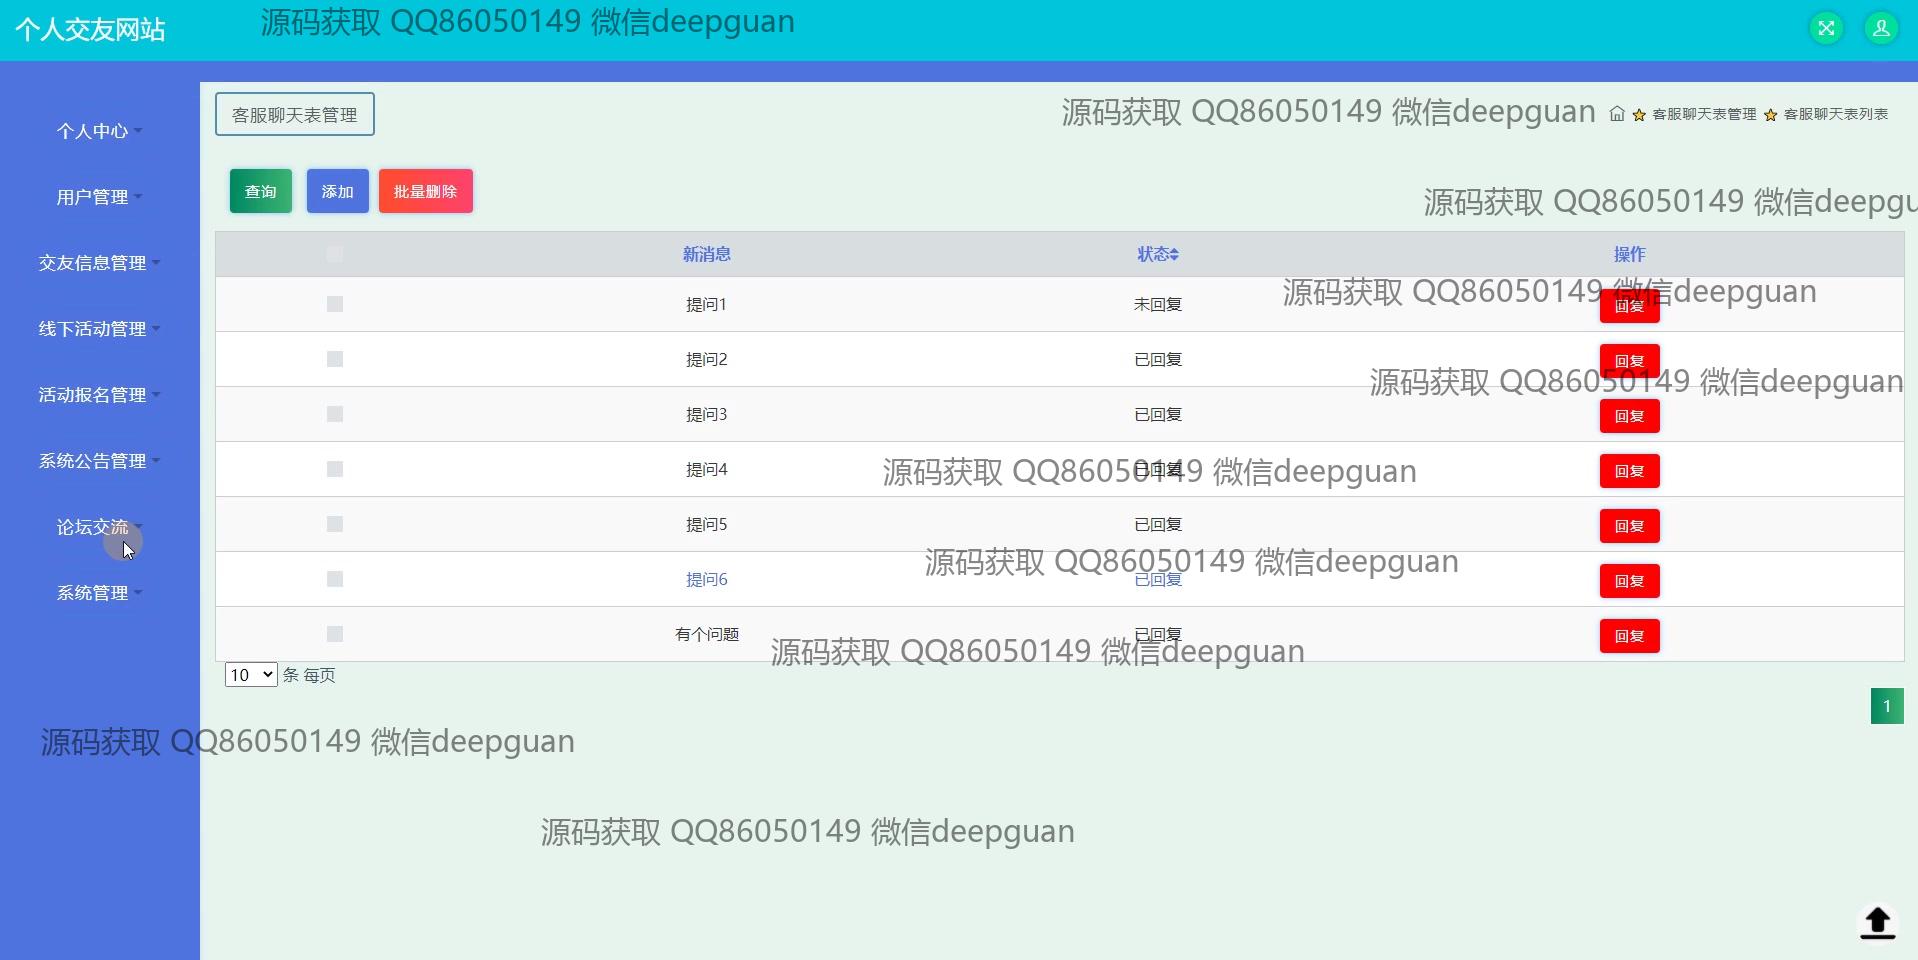 个人交友网站
源码获取 QQ86050149 微信deepguan
客服聊天表管理
源码获取 QQ86050149 微信deepguan
客服聊天表管理 客服聊天表列表
个人中心
用户管理
交友信息管理
线下活动管理
活动报名管理
系统公告管理
论坛交流
系统管理
查询 添加 批量删除
源码获取 QQ86050149 微信deepgu
新消息 状态 操作
源码获取 QQ86050149 微信deepguan
提问1 未回复 回复
提问2 已回复 回复
源码获取 QQ86050149 微信deepguan
提问3 已回复 回复
提问4 已回复 回复
源码获取 QQ86050149 微信deepguan
提问5 已回复 回复
源码获取 QQ86050149 微信deepguan
提问6 已回复 回复
有个问题 已回复 回复
源码获取 QQ86050149 微信deepguan
10 条 每页
1
源码获取 QQ86050149 微信deepguan
源码获取 QQ86050149 微信deepguan